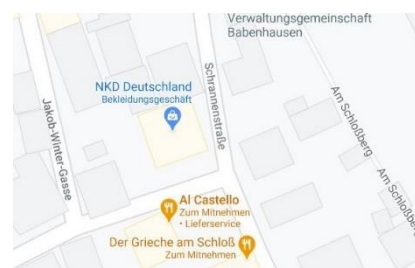 Verwaltungsgemeinschaft
Babenhausen
NKD Deutschland
Bekleidungsgeschäft
Schrannenstraße
Jakob-Winter-Gasse
Am Schloßberg
Am Schloßberg
Al Castello
Zum Mitnehmen
• Lieferservice
Der Grieche am Schloß
Zum Mitnehmen